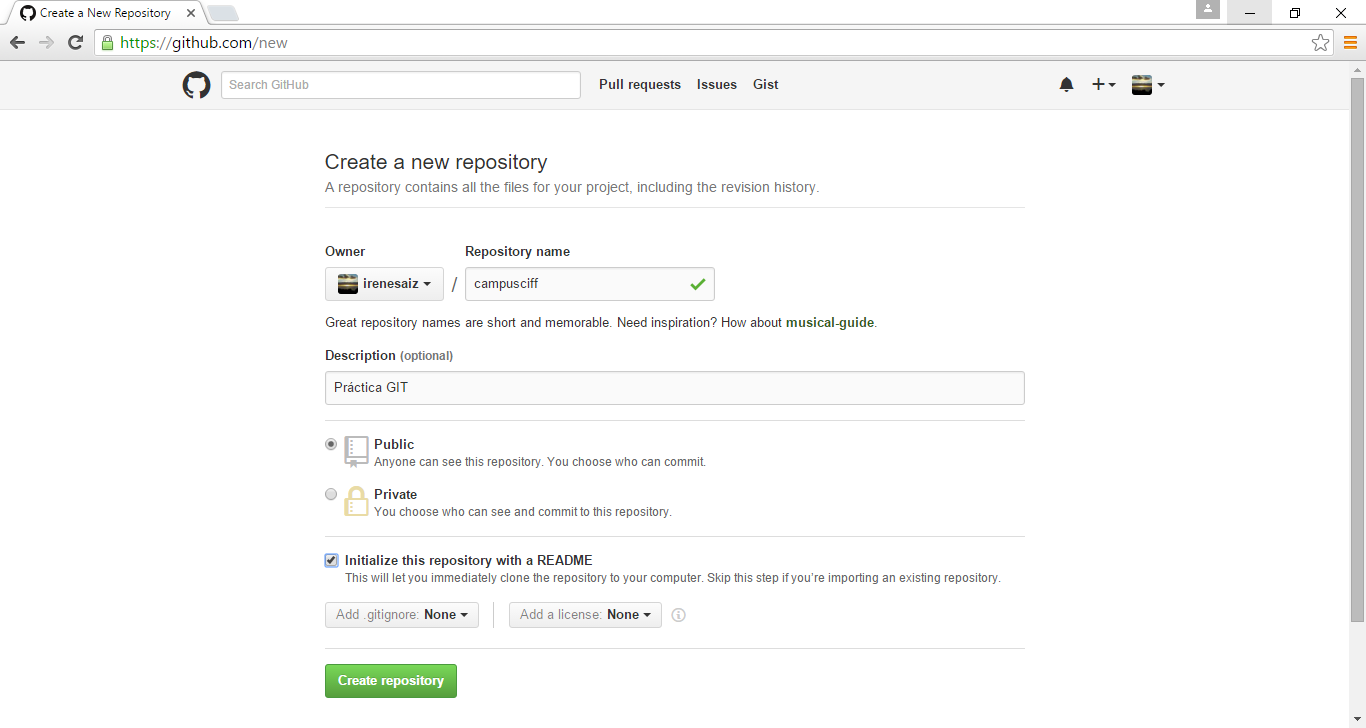 Create a New Repository
https://github.com/new
Search GitHub
Pull requests Issues Gist
Create a new repository
A repository contains all the files for your project, including the revision history.
Owner Repository name
irenesaiz / campusciff
Great repository names are short and memorable. Need inspiration? How about musical-guide.
Description (optional)
Práctica GIT
Public
Anyone can see this repository. You choose who can commit.
Private
You choose who can see and commit to this repository.
Initialize this repository with a README
This will let you immediately clone the repository to your computer. Skip this step if you're importing an existing repository.
Add .gitignore: None Add a license: None
Create repository